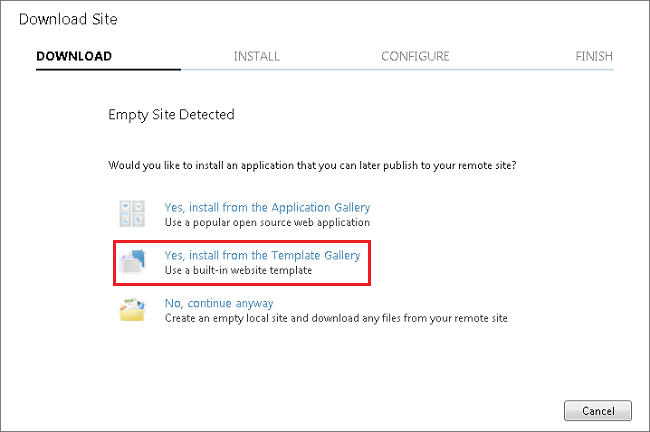 Download Site
DOWNLOAD INSTALL CONFIGURE FINISH
Empty Site Detected
Would you like to install an application that you can later publish to your remote site?
Yes, install from the Application Gallery
Use a popular open source web application
Yes, install from the Template Gallery
Use a built-in website template
No, continue anyway
Create an empty local site and download any files from your remote site
Cancel